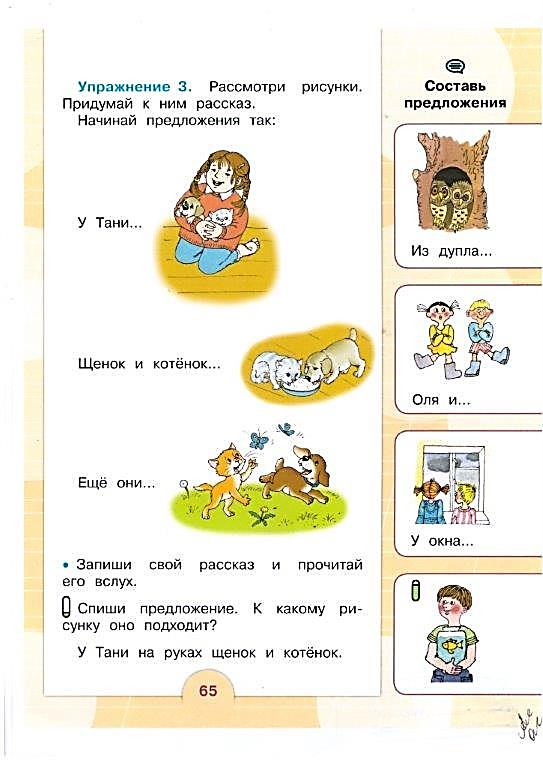 Упражнение 3. Рассмотри рисунки.
Придумай к ним рассказ.
Начинай предложения так:
У Тани...
Щенок и котёнок...
Ещё они...
• Запиши свой рассказ и прочитай
его вслух.
Спиши предложение. К какому ри-
сунку оно подходит?
У Тани на руках щенок и котёнок.
65
Составь
предложения
Из дупла...
Оля и...
У окна...